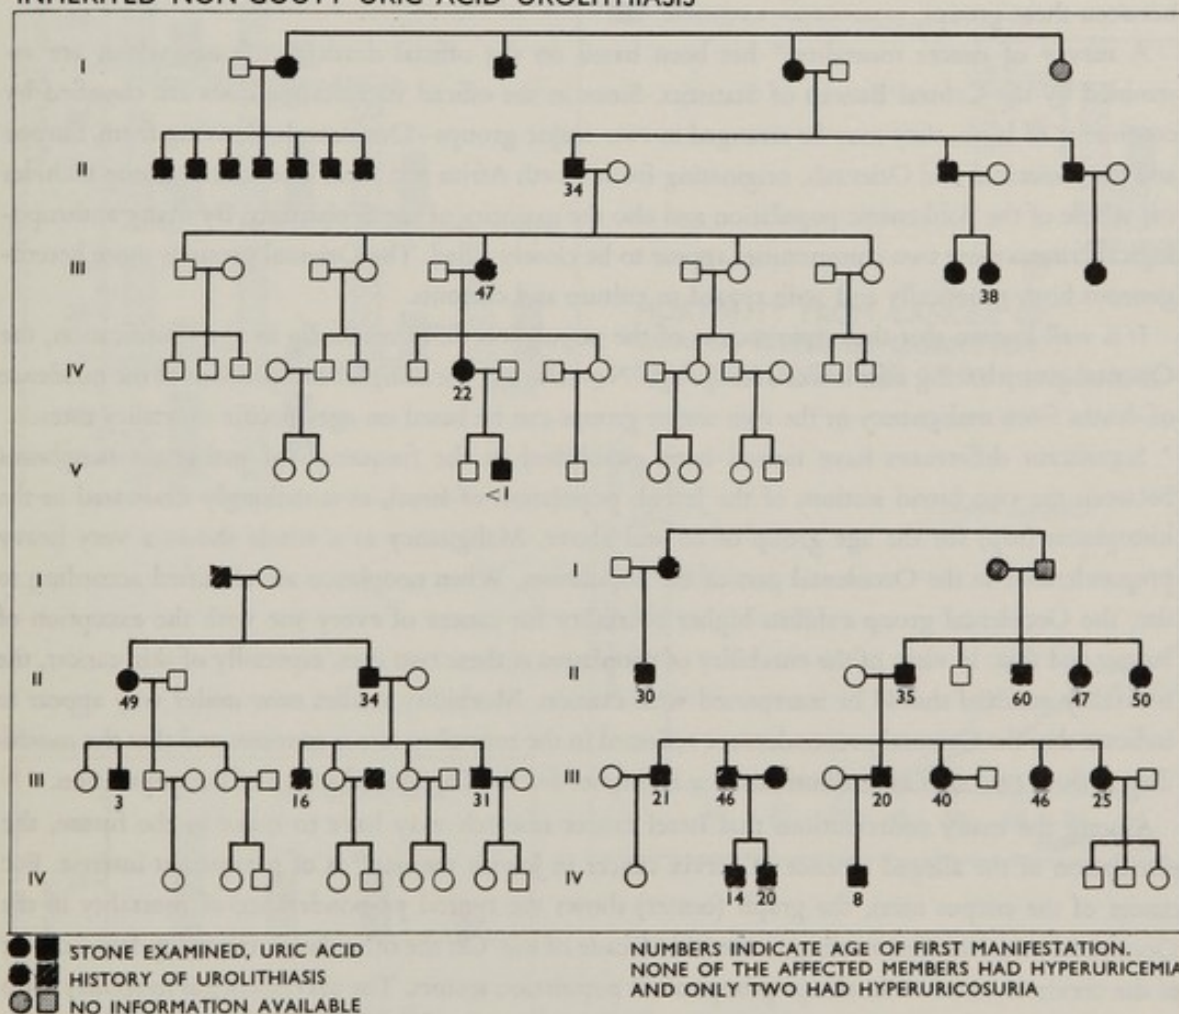 INHERITED NON-GOUTY URIC ACID UROLITHIASIS
I
II
34
III
47
38
IV
22
V
<1
I
I
II
49
34
II
30
35
60
47
50
III
3
16
31
III
21
46
20
40
46
25
IV
IV
14
20
8
STONE EXAMINED, URIC ACID
HISTORY OF UROLITHIASIS
NO INFORMATION AVAILABLE
NUMBERS INDICATE AGE OF FIRST MANIFESTATION.
NONE OF THE AFFECTED MEMBERS HAD HYPERURICEMIA
AND ONLY TWO HAD HYPERURICOSURIA